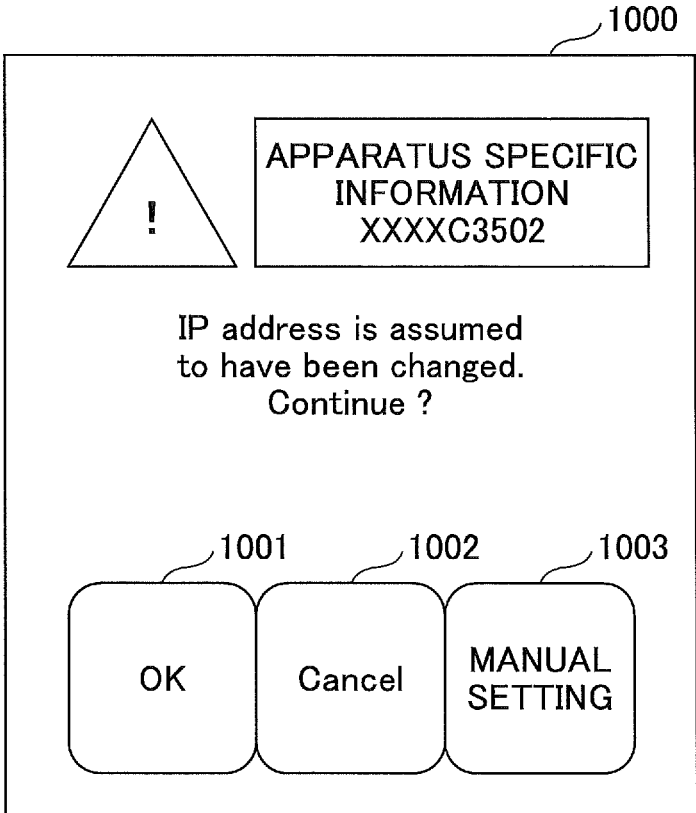 1000
!
APPARATUS SPECIFIC
INFORMATION
XXXXC3502
IP address is assumed
to have been changed.
Continue ?
1001
1002
1003
OK
Cancel
MANUAL
SETTING